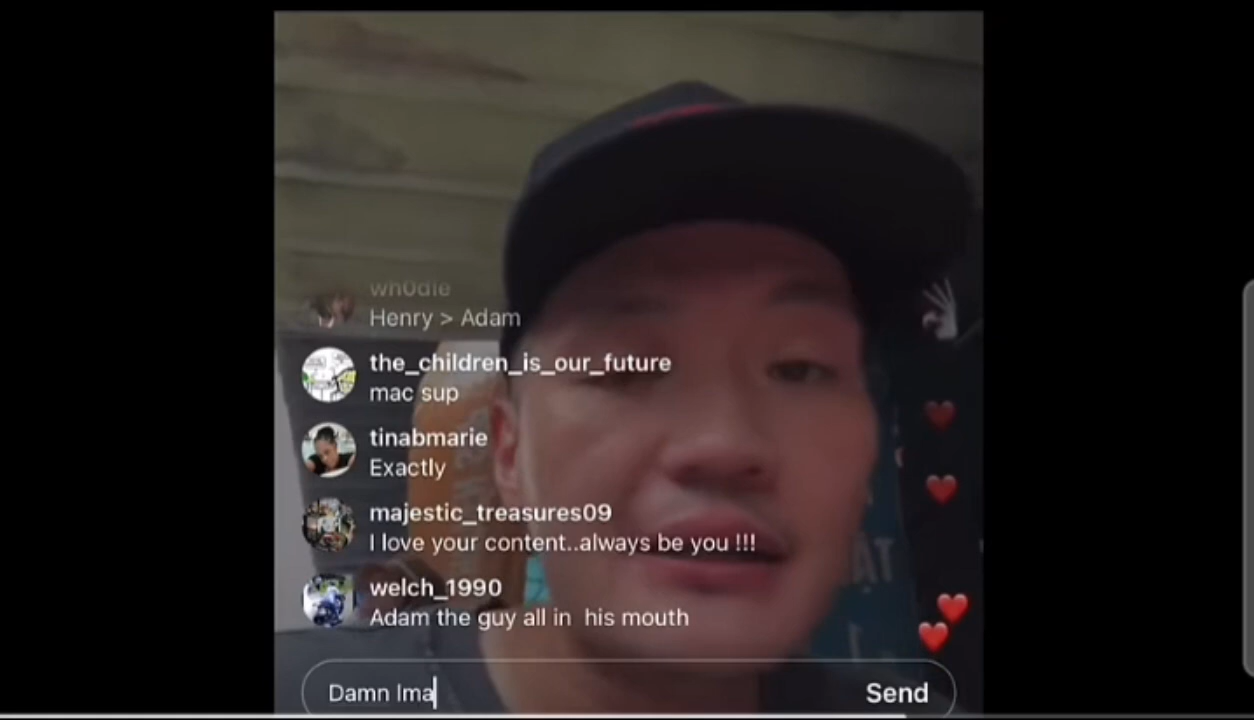 wh0die
Henry > Adam
the_children_is_our_future
mac sup
tinabmarie
Exactly
majestic_treasures09
I love your content..always be you !!!
welch_1990
Adam the guy all in  his mouth
Damn Ima
Send